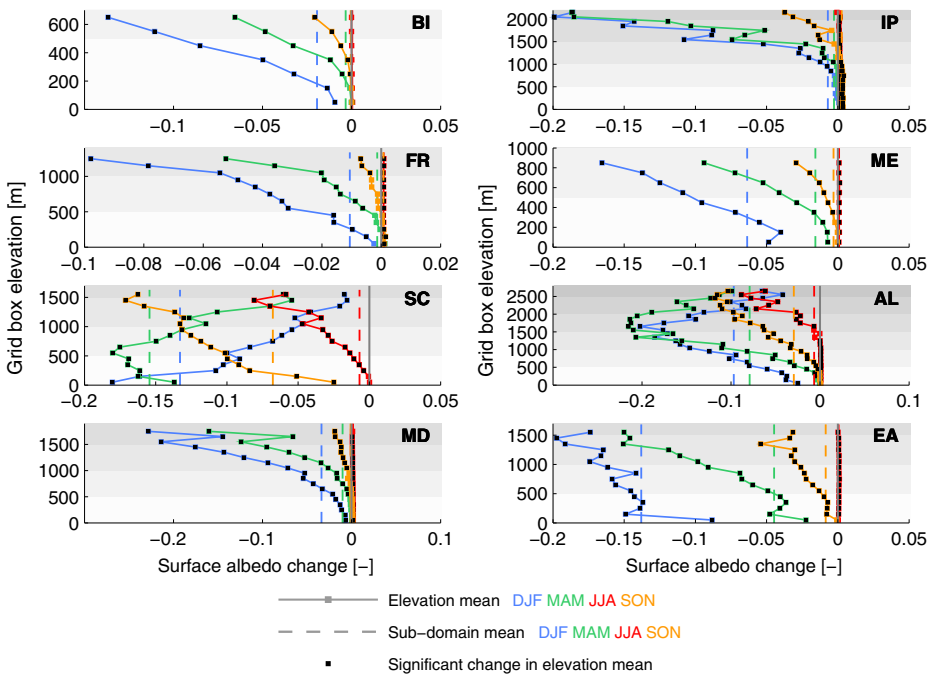 BI
600
400
200
0
−0.1 −0.05 0 0.05
IP
2000
1500
1000
500
0
−0.2 −0.15 −0.1 −0.05 0 0.05
FR
1000
500
0
−0.1 −0.08 −0.06 −0.04 −0.02 0 0.02
ME
1000
800
600
400
200
0
−0.2 −0.15 −0.1 −0.05 0 0.05
SC
1500
1000
500
0
−0.2 −0.15 −0.1 −0.05 0 0.05
AL
2500
2000
1500
1000
500
0
−0.2 −0.1 0 0.1
MD
1500
1000
500
0
−0.2 −0.1 0 0.1
EA
1500
1000
500
0
−0.2 −0.15 −0.1 −0.05 0 0.05
Grid box elevation [m]
Grid box elevation [m]
Surface albedo change [−]
Surface albedo change [−]
Elevation mean DJF MAM JJA SON
Sub−domain mean DJF MAM JJA SON
Significant change in elevation mean